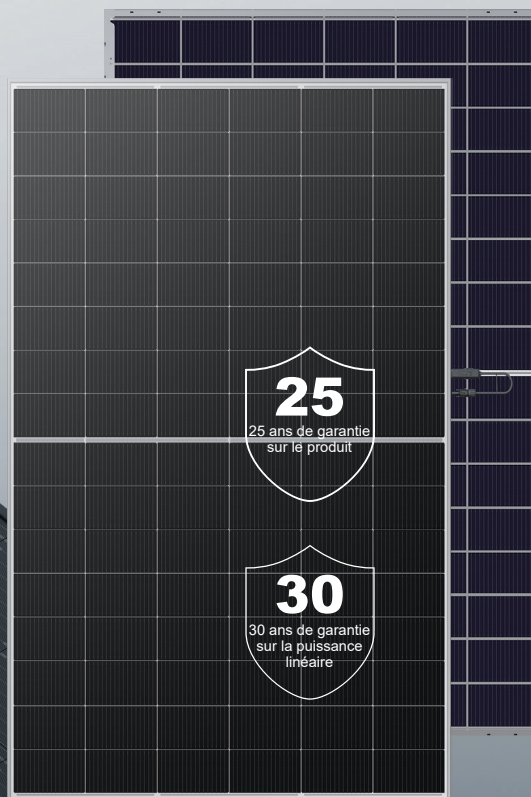 25
25 ans de garantie
sur le produit
30
30 ans de garantie
sur la puissance
linéaire